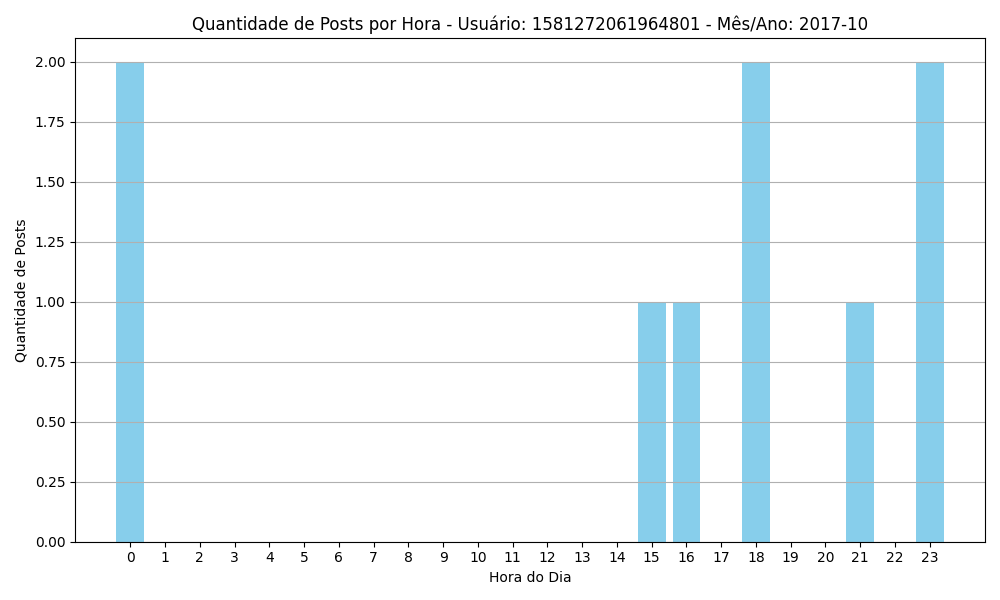 Quantidade de Posts por Hora - Usuário: 1581272061964801 - Mês/Ano: 2017-10
Quantidade de Posts
2.00
1.75
1.50
1.25
1.00
0.75
0.50
0.25
0.00
0 1 2 3 4 5 6 7 8 9 10 11 12 13 14 15 16 17 18 19 20 21 22 23
Hora do Dia